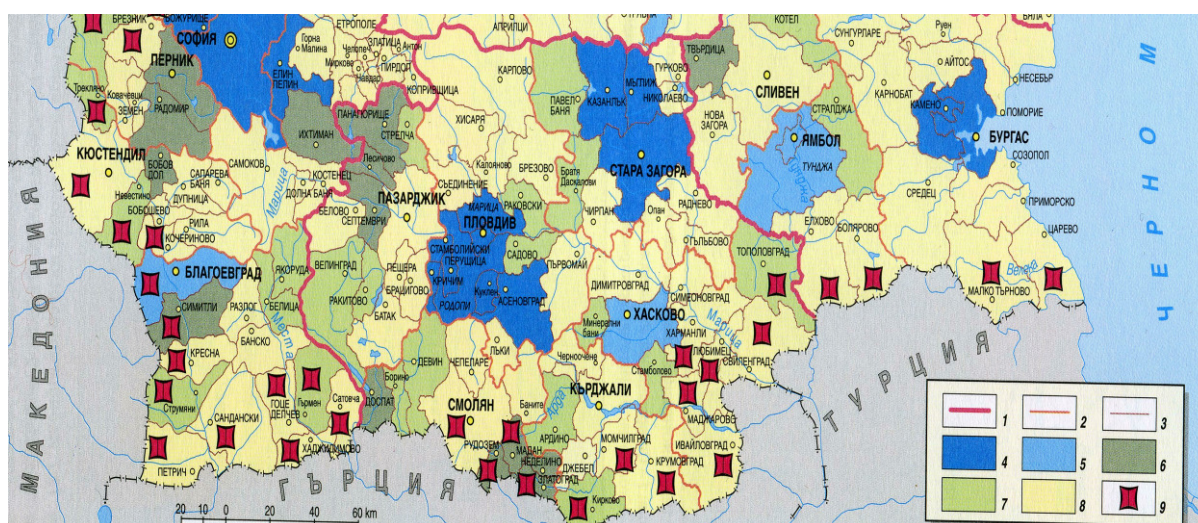 БРЕЗНИК
БОЖУРИЩЕ
ЕТРОПОЛЕ
АПРИЛЦИ
КОТЕЛ
СУНГУРЛАРЕ
Руен
БЯЛА
СОФИЯ
Горна
Малина
Челопеч
ЗЛАТИЦА
Антон
Мирково
Чавдар
ПИРДОП
КОПРИВЩИЦА
ТВЪРДИЦА
АЙТОС
НЕСЕБЪР
ПЕРНИК
ЕЛИН
ПЕЛИН
КАРЛОВО
ПАВЕЛ
БАНЯ
КАЗАНЛЪК
МЪГЛИЖ
ГУРКОВО
НИКОЛАЕВО
СЛИВЕН
СТРАЛДЖА
КАРНОБАТ
КАМЕНО
ПОМОРИЕ
Трекляно
Ковачевци
ЗЕМЕН
РАДОМИР
ПАНАГЮРИЩЕ
СТРЕЛЧА
ХИСАРЯ
НОВА
ЗАГОРА
ЯМБОЛ
ТУНДЖА
БУРГАС
СОЗОПОЛ
КЮСТЕНДИЛ
БОБОВ
ДОЛ
ИХТИМАН
Лесичово
Калояново
БРЕЗОВО
Братя
Даскалови
СТАРА ЗАГОРА
СРЕДЕЦ
ПРИМОРСКО
САПАРЕВА
БАНЯ
САМОКОВ
КОСТЕНЕЦ
ДОЛНА БАНЯ
Марица
ПАЗАРДЖИК
СЪЕДИНЕНИЕ
МАРИЦА
РАКОВСКИ
ЧИРПАН
Опан
РАДНЕВО
Тунджа
ЕЛХОВО
БОЛЯРОВО
ЦАРЕВО
Невестино
ДУПНИЦА
БОБОШЕВО
РИЛА
КОЧЕРИНОВО
БЕЛОВО
СЕПТЕМВРИ
ПЛОВДИВ
СТАМБОЛИЙСКИ
ПЕРУЩИЦА
САДОВО
ПЪРВОМАЙ
ГЪЛЪБОВО
ТОПОЛОВГРАД
Велека
МАЛКО ТЪРНОВО
БЛАГОЕВГРАД
ЯКОРУДА
ВЕЛИНГРАД
ПЕЩЕРА
БРАЦИГОВО
КРИЧИМ
Куклен
АСЕНОВГРАД
РОДОПИ
ДИМИТРОВГРАД
СИМЕОНОВГРАД
СИМИТЛИ
РАЗЛОГ
БЕЛИЦА
РАКИТОВО
БАТАК
ХАСКОВО
Минерални
бани
ХАРМАНЛИ
Марица
ЛЮБИМЕЦ
СВИЛЕНГРАД
КРЕСНА
БАНСКО
Места
ДЕВИН
ЧЕПЕЛАРЕ
ЛЪКИ
Черноочене
Стамболово
Струмяни
ГОЦЕ
ДЕЛЧЕВ
Гърмен
Сатовча
ДОСПАТ
Борино
СМОЛЯН
Баните
КЪРДЖАЛИ
Арда
МАДЖАРОВО
САНДАНСКИ
ХАДЖИДИМОВО
РУДОЗЕМ
МАДАН
АРДИНО
МОМЧИЛГРАД
ИВАЙЛОВГРАД
ПЕТРИЧ
НЕДЕЛИНО
ЗЛАТОГРАД
ДЖЕБЕЛ
КРУМОВГРАД
Кирково
МАКЕДОНИЯ
ГЪРЦИЯ
ТУРЦИЯ
ЧЕРНО М
20 10 0 20 40 60 km
1 2 3
4 5 6
7 8 9